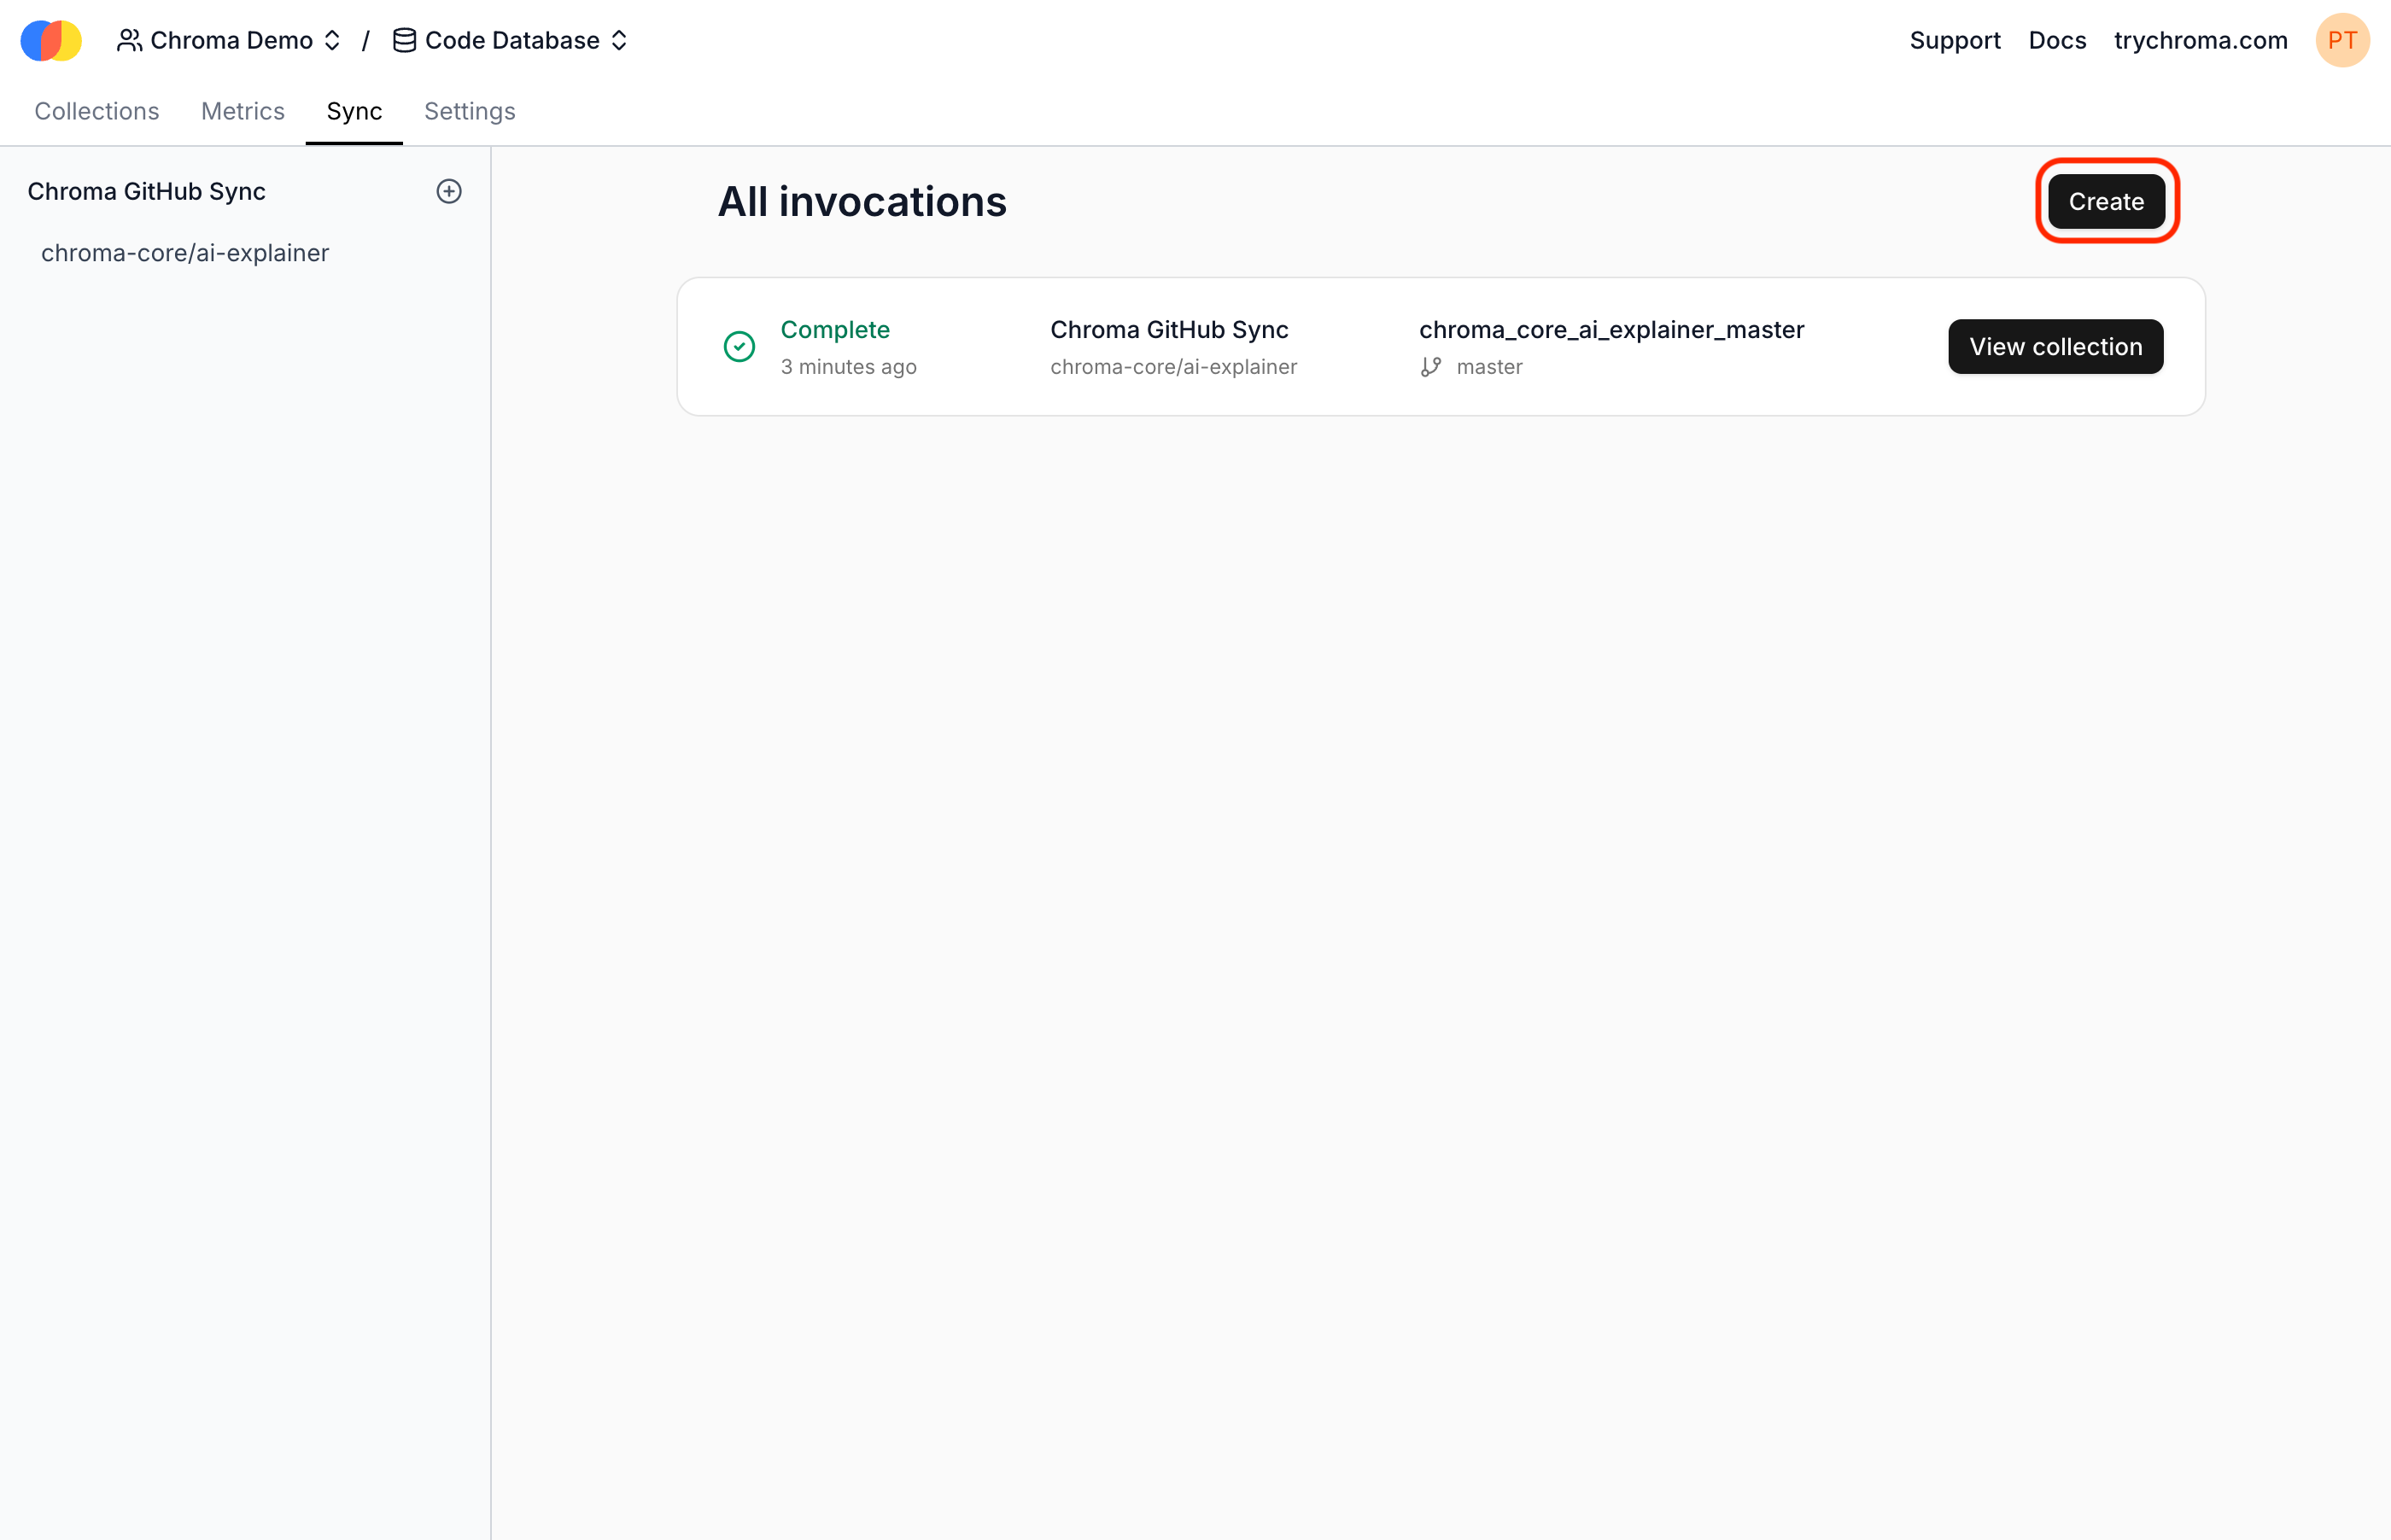 Chroma Demo / Code Database
Support Docs trychroma.com PT
Collections Metrics Sync Settings
Chroma GitHub Sync
chroma-core/ai-explainer
All invocations
Create
Complete
3 minutes ago
Chroma GitHub Sync
chroma-core/ai-explainer
chroma_core_ai_explainer_master
master
View collection